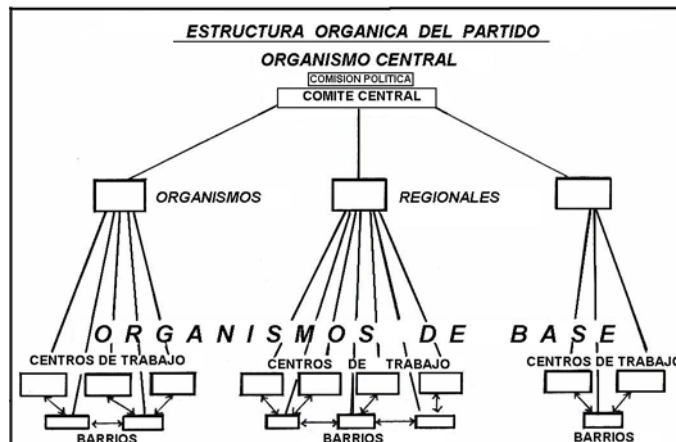 ESTRUCTURA ORGANICA DEL PARTIDO
ORGANISMO CENTRAL
COMISION POLITICA
COMITE CENTRAL
ORGANISMOS REGIONALES
ORGANISMOS DE BASE
CENTROS DE TRABAJO CENTROS DE TRABAJO CENTROS DE TRABAJO
BARRIOS BARRIOS BARRIOS